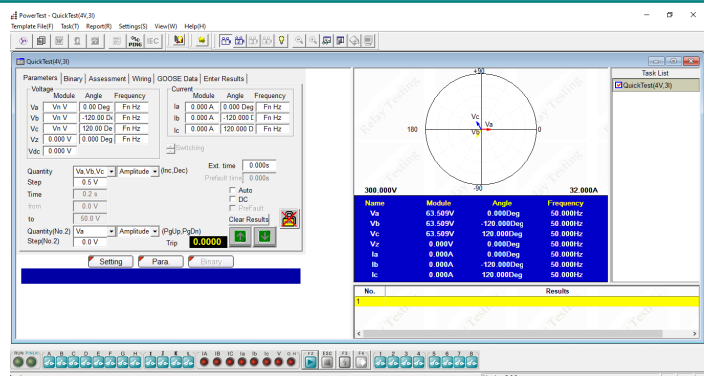 PowerTest - QuickTest(4V,3I)
Template File(F) Task(T) Report(R) Settings(S) View(W) Help(H)
PING IEC
QuickTest(4V,3I)
Parameters Binary Assessment Wiring GOOSE Data Enter Results
Voltage
Module Angle Frequency
Va Vn V 0.00 Deg Fn Hz
Vb Vn V -120.00 De Fn Hz
Vc Vn V 120.00 De Fn Hz
Vz 0.000 V 0.000 Deg Fn Hz
Vdc 0.000 V
Current
Module Angle Frequency
Ia 0.000 A 0.000 Deg Fn Hz
Ib 0.000 A -120.000 D Fn Hz
Ic 0.000 A 120.000 D Fn Hz
Switching
Quantity Va,Vb,Vc Amplitude (Inc,Dec)
Step 0.5 V
Time 0.2 s
from 0.0 V
to 50.0 V
Quantity(No.2) Va Amplitude (PgUp,PgDn)
Step(No.2) 0.0 V
Ext. time 0.000s
Prefault time 0.000s
Auto
DC
PreFault
Clear Results
Trip 0.0000
Setting Para. Binary
+90
180
0
-90
Vc
Va
Vb
300.000V 32.000A
Name Module Angle Frequency
Va 63.509V 0.000Deg 50.000Hz
Vb 63.509V -120.000Deg 50.000Hz
Vc 63.509V 120.000Deg 50.000Hz
Vz 0.000V 0.000Deg 50.000Hz
Ia 0.000A 0.000Deg 50.000Hz
Ib 0.000A -120.000Deg 50.000Hz
Ic 0.000A 120.000Deg 50.000Hz
No. Results
1
Task List
QuickTest(4V,3I)
Relay Testing
RUN A B C D E F G H I J K L IA IB IC Ia Ib Ic V O.H F2 ESC 1 2 3 4 5 6 7 8